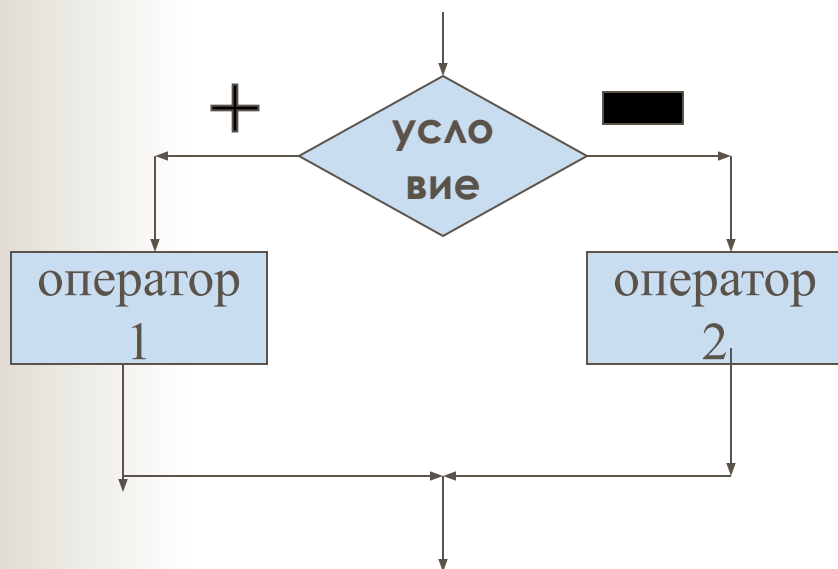 +
усло
вие
оператор
1
оператор
2